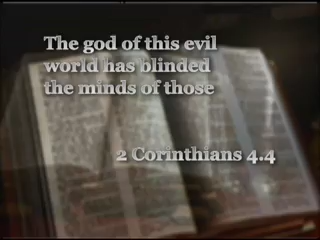 The god of this evil
world has blinded
the minds of those
2 Corinthians 4.4